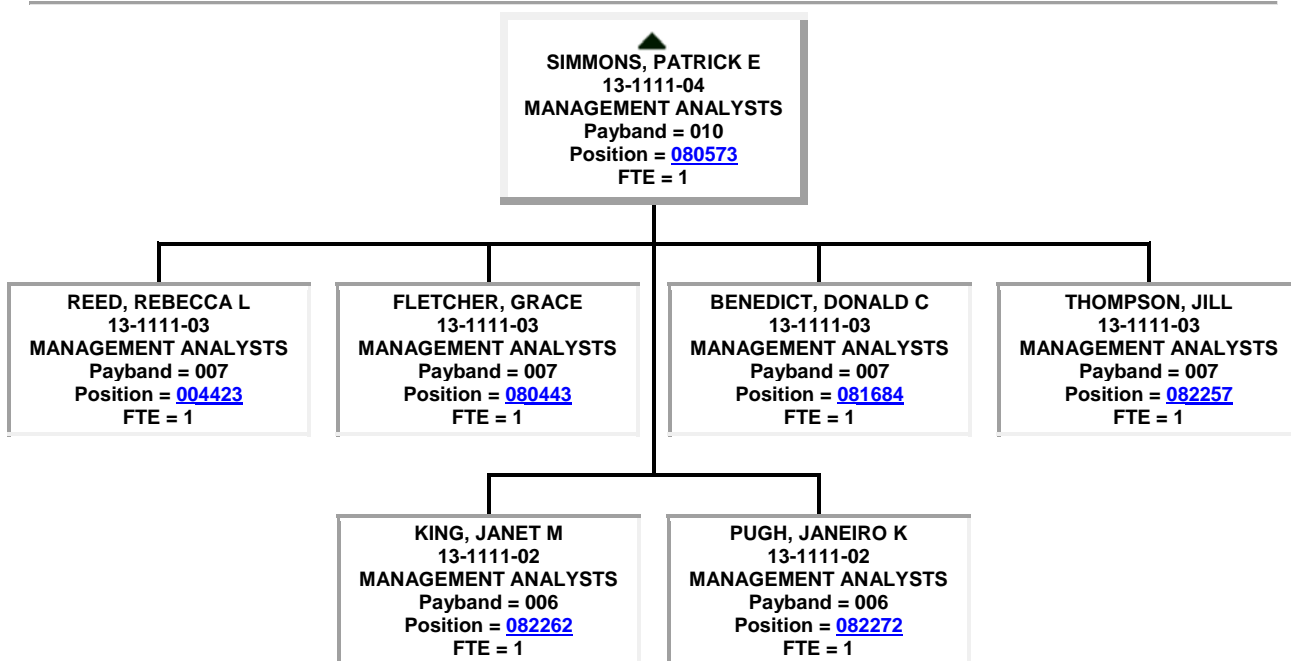 SIMMONS, PATRICK E
13-1111-04
MANAGEMENT ANALYSTS
Payband = 010
Position = 080573
FTE = 1
REED, REBECCA L
13-1111-03
MANAGEMENT ANALYSTS
Payband = 007
Position = 004423
FTE = 1
FLETCHER, GRACE
13-1111-03
MANAGEMENT ANALYSTS
Payband = 007
Position = 080443
FTE = 1
BENEDICT, DONALD C
13-1111-03
MANAGEMENT ANALYSTS
Payband = 007
Position = 081684
FTE = 1
THOMPSON, JILL
13-1111-03
MANAGEMENT ANALYSTS
Payband = 007
Position = 082257
FTE = 1
KING, JANET M
13-1111-02
MANAGEMENT ANALYSTS
Payband = 006
Position = 082262
FTE = 1
PUGH, JANEIRO K
13-1111-02
MANAGEMENT ANALYSTS
Payband = 006
Position = 082272
FTE = 1